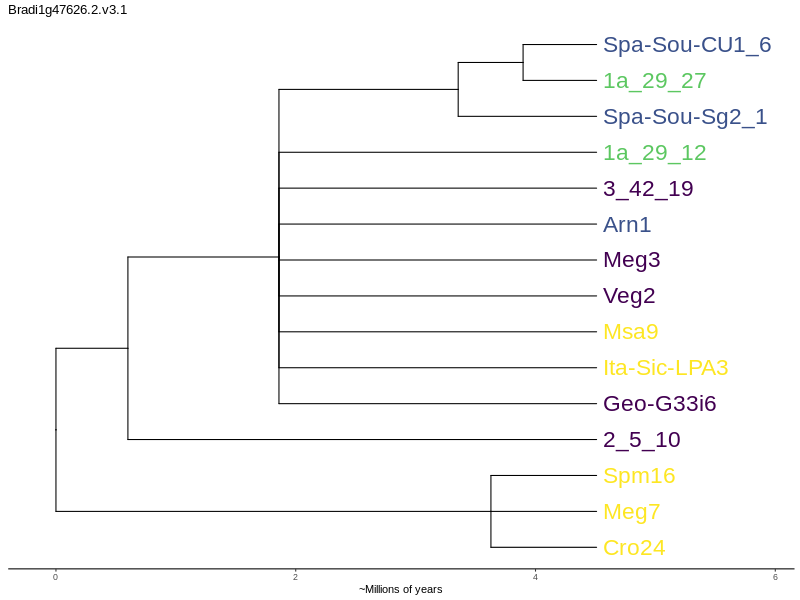 Bradi1g47626.2.v3.1
Spa-Sou-CU1_6
1a_29_27
Spa-Sou-Sg2_1
1a_29_12
3_42_19
Arn1
Meg3
Veg2
Msa9
Ita-Sic-LPA3
Geo-G33i6
2_5_10
Spm16
Meg7
Cro24
0 2 4 6
~Millions of years